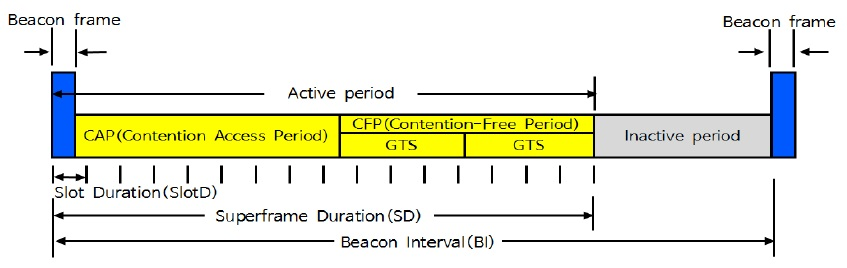 Beacon frame
Beacon frame
Active period
CAP(Contention Access Period)
CFP(Contention-Free Period)
GTS
GTS
Inactive period
Slot Duration(SlotD)
Superframe Duration(SD)
Beacon Interval(BI)